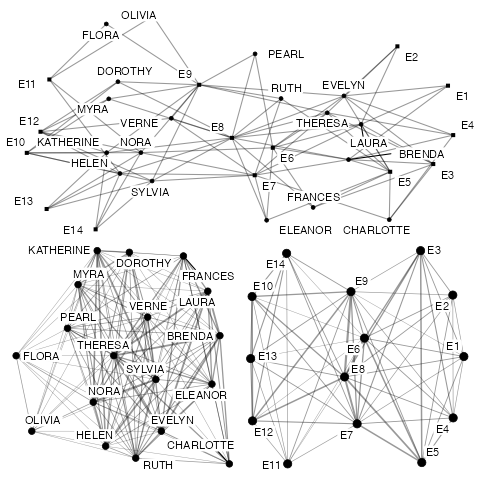 OLIVIA
FLORA
PEARL
E2
DOROTHY
E9
E11
RUTH
EVELYN
E1
MYRA
E12
VERNE
E8
THERESA
E4
E10
KATHERINE
NORA
LAURA
BRENDA
HELEN
E6
E3
SYLVIA
E7
E5
FRANCES
E13
E14
ELEANOR
CHARLOTTE
KATHERINE
DOROTHY
MYRA
FRANCES
LAURA
PEARL
VERNE
BRENDA
THERESA
FLORA
SYLVIA
NORA
ELEANOR
OLIVIA
EVELYN
HELEN
CHARLOTTE
RUTH
E3
E14
E10
E9
E2
E6
E1
E13
E8
E12
E7
E4
E5
E11